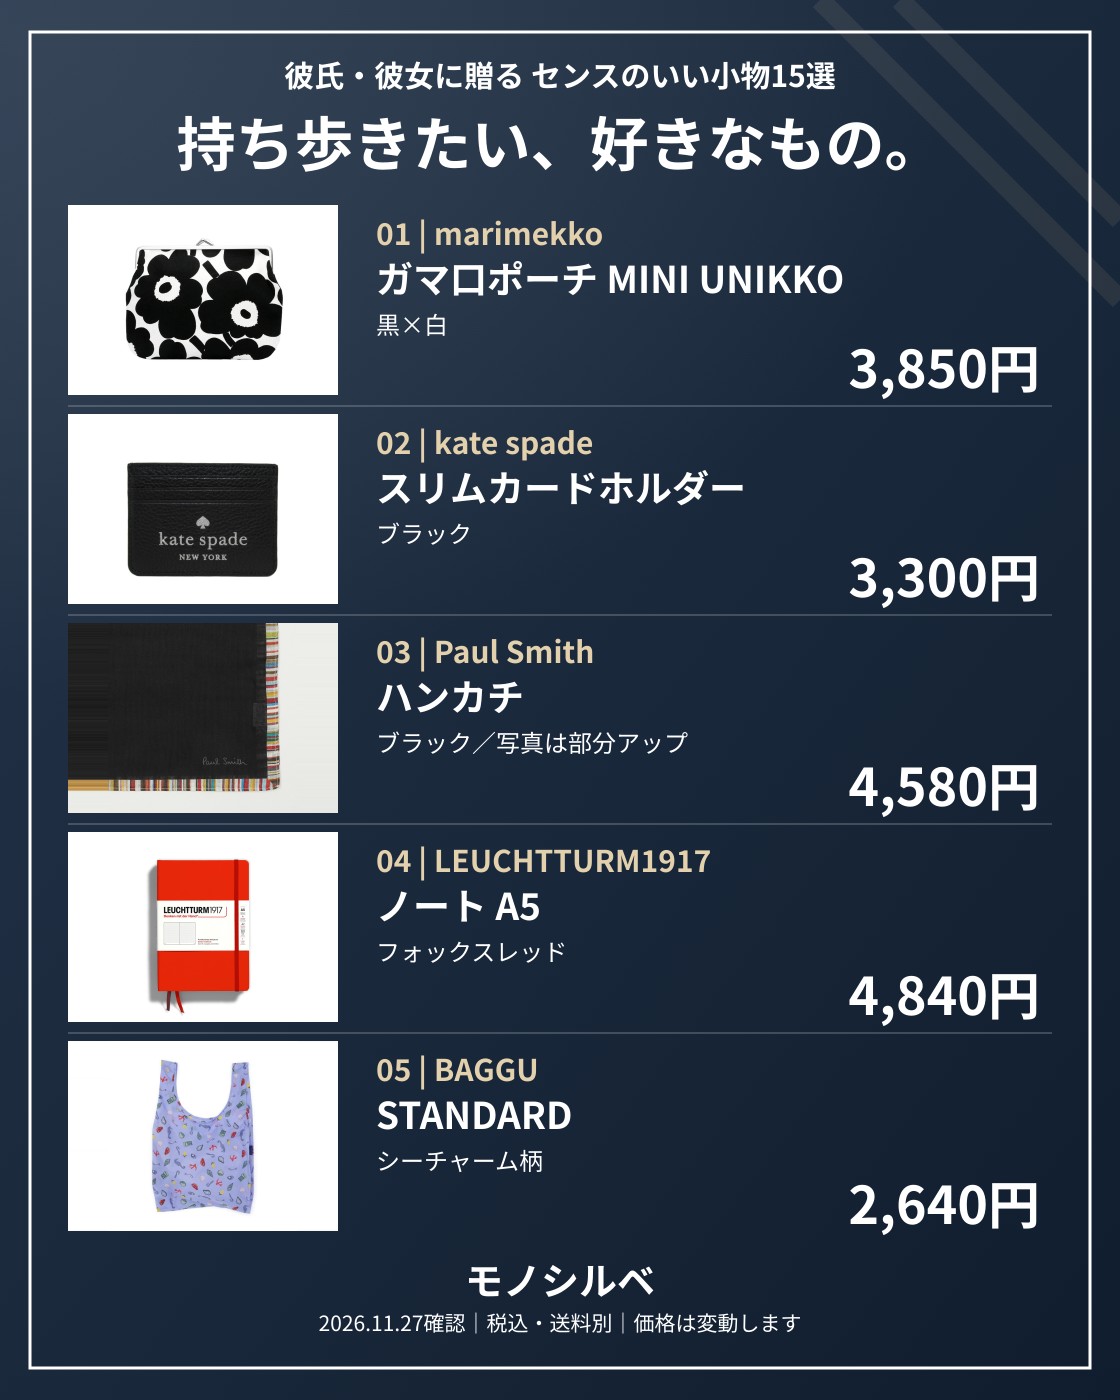 彼氏・彼女に贈る センスのいい小物15選
持ち歩きたい、好きなもの。
01 | marimekko
ガマ口ポーチ MINI UNIKKO
黒×白
3,850円
kate spade
NEW YORK
02 | kate spade
スリムカードホルダー
ブラック
3,300円
Paul Smith
03 | Paul Smith
ハンカチ
ブラック／写真は部分アップ
4,580円
LEUCHTTURM1917
04 | LEUCHTTURM1917
ノート A5
フォックスレッド
4,840円
05 | BAGGU
STANDARD
シーチャーム柄
2,640円
モノシルベ
2026.11.27確認｜税込・送料別｜価格は変動します